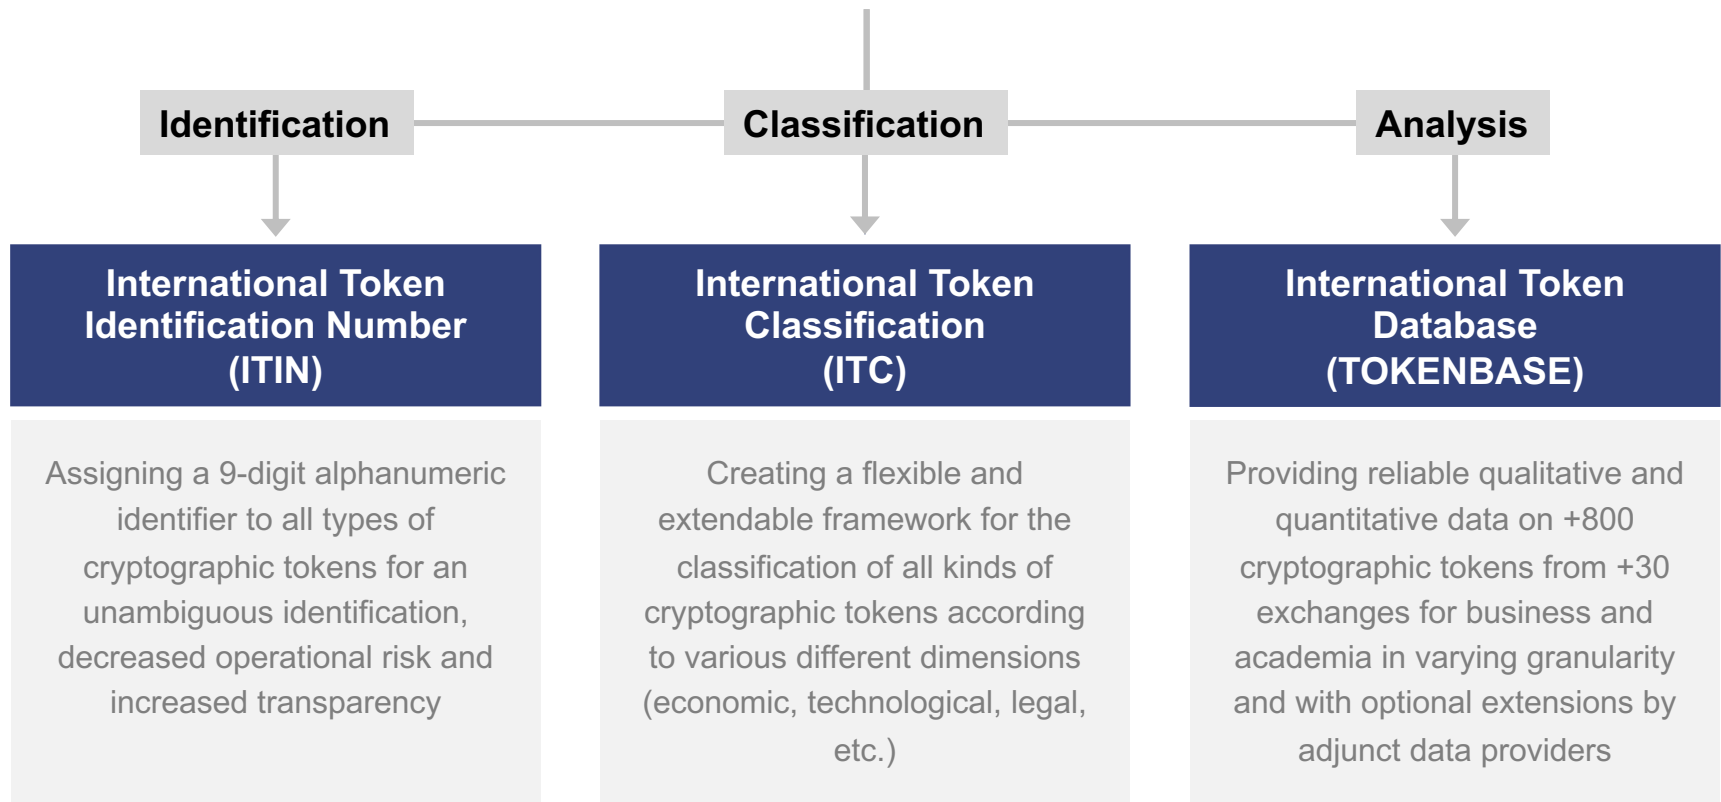 Identification
Classification
Analysis
International Token
Identification Number
(ITIN)
International Token
Classification
(ITC)
International Token
Database
(TOKENBASE)
Assigning a 9-digit alphanumeric
identifier to all types of
cryptographic tokens for an
unambiguous identification,
decreased operational risk and
increased transparency
Creating a flexible and
extendable framework for the
classification of all kinds of
cryptographic tokens according
to various different dimensions
(economic, technological, legal,
etc.)
Providing reliable qualitative and
quantitative data on +800
cryptographic tokens from +30
exchanges for business and
academia in varying granularity
and with optional extensions by
adjunct data providers